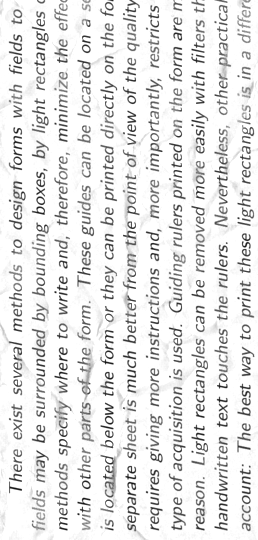 There exist several methods to design forms with fields to
fields may be surrounded by bounding boxes, by light rectangles
methods specify where to write and, therefore, minimize the effec
with other parts of the form. These guides can be located on a s
is located below the form or they can be printed directly on the fo
separate sheet is much better from the point of view of the quality
requires giving more instructions and, more importantly, restricts
type of acquisition is used. Guiding rulers printed on the form are
reason. Light rectangles can be removed more easily with filters th
handwritten text touches the rulers. Nevertheless, other practical
account: The best way to print these light rectangles is in a differe